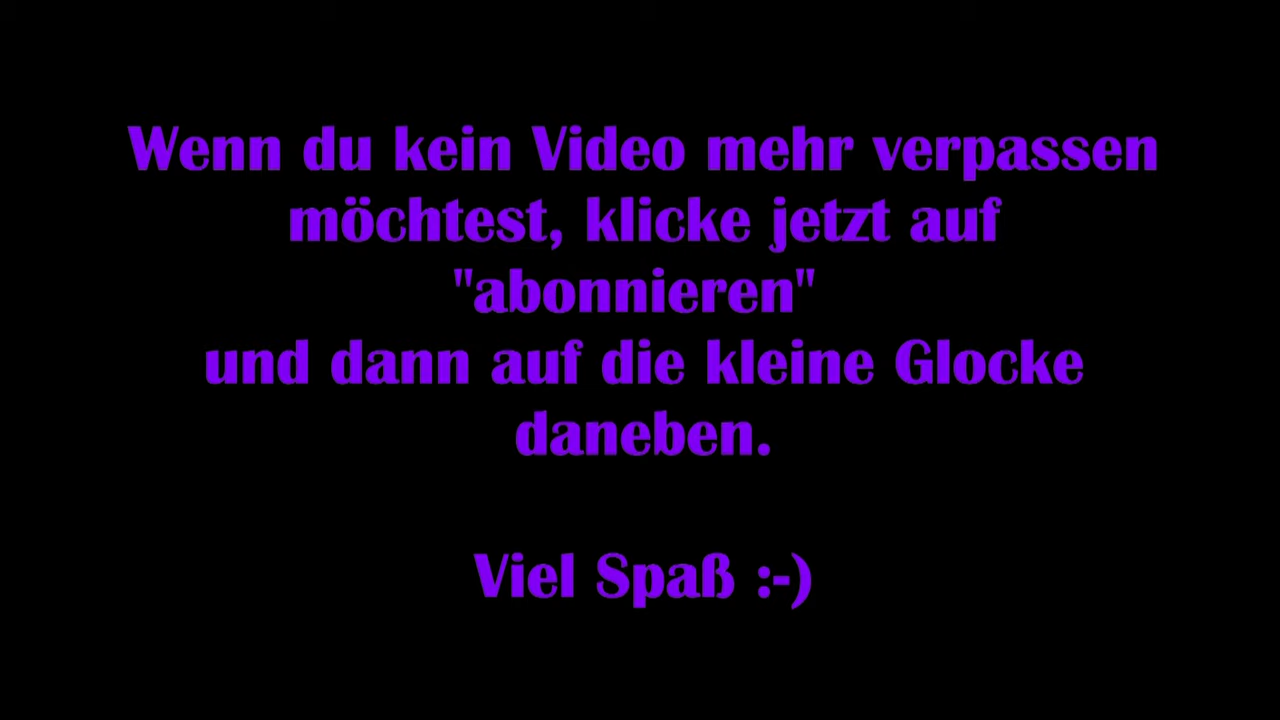 Wenn du kein Video mehr verpassen
möchtest, klicke jetzt auf
"abonnieren"
und dann auf die kleine Glocke
daneben.
Viel Spaß :-)